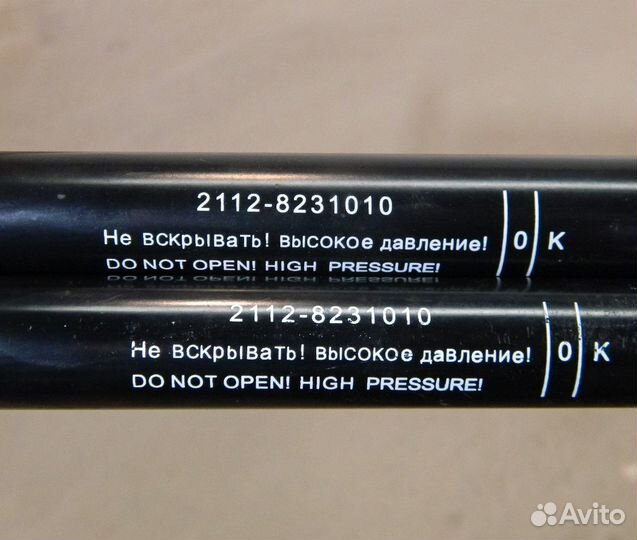 2112-8231010
Не вскрывать! высокое давление! 0 К
DO NOT OPEN! HIGH PRESSURE!
2112-8231010
Не вскрывать! высокое давление! 0 К
DO NOT OPEN! HIGH PRESSURE!
Avito